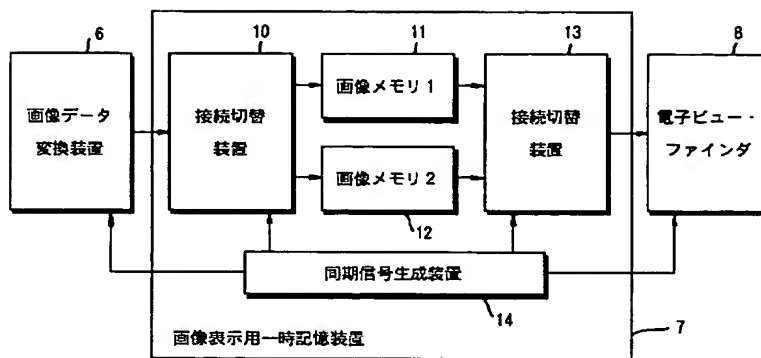 6
10
11
13
8
画像データ
変換装置
接続切替
装置
画像メモリ1
画像メモリ2
12
接続切替
装置
電子ビュー・
ファインダ
同期信号生成装置
14
画像表示用一時記憶装置
7